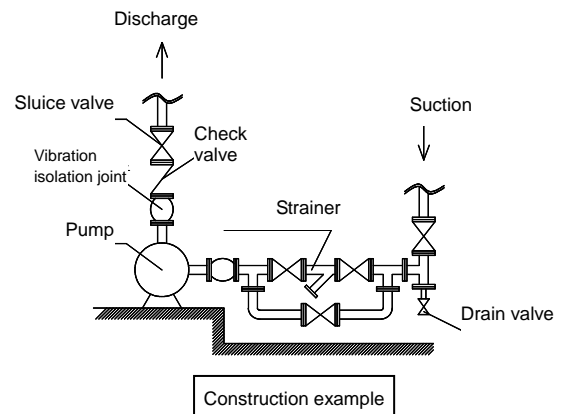 Discharge
Sluice valve
Suction
Check
valve
Vibration
isolation joint
Strainer
Pump
Drain valve
Construction example